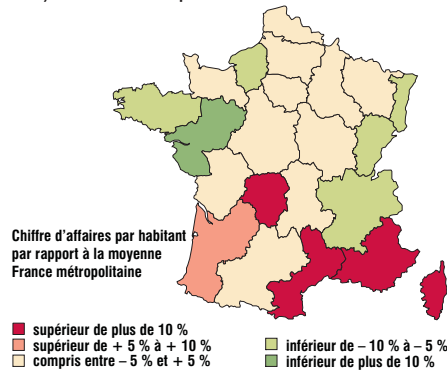 Chiffre d'affaires par habitant
par rapport à la moyenne
France métropolitaine
supérieur de plus de 10 %
supérieur de + 5 % à + 10 %
compris entre – 5 % et + 5 %
inférieur de – 10 % à – 5 %
inférieur de plus de 10 %